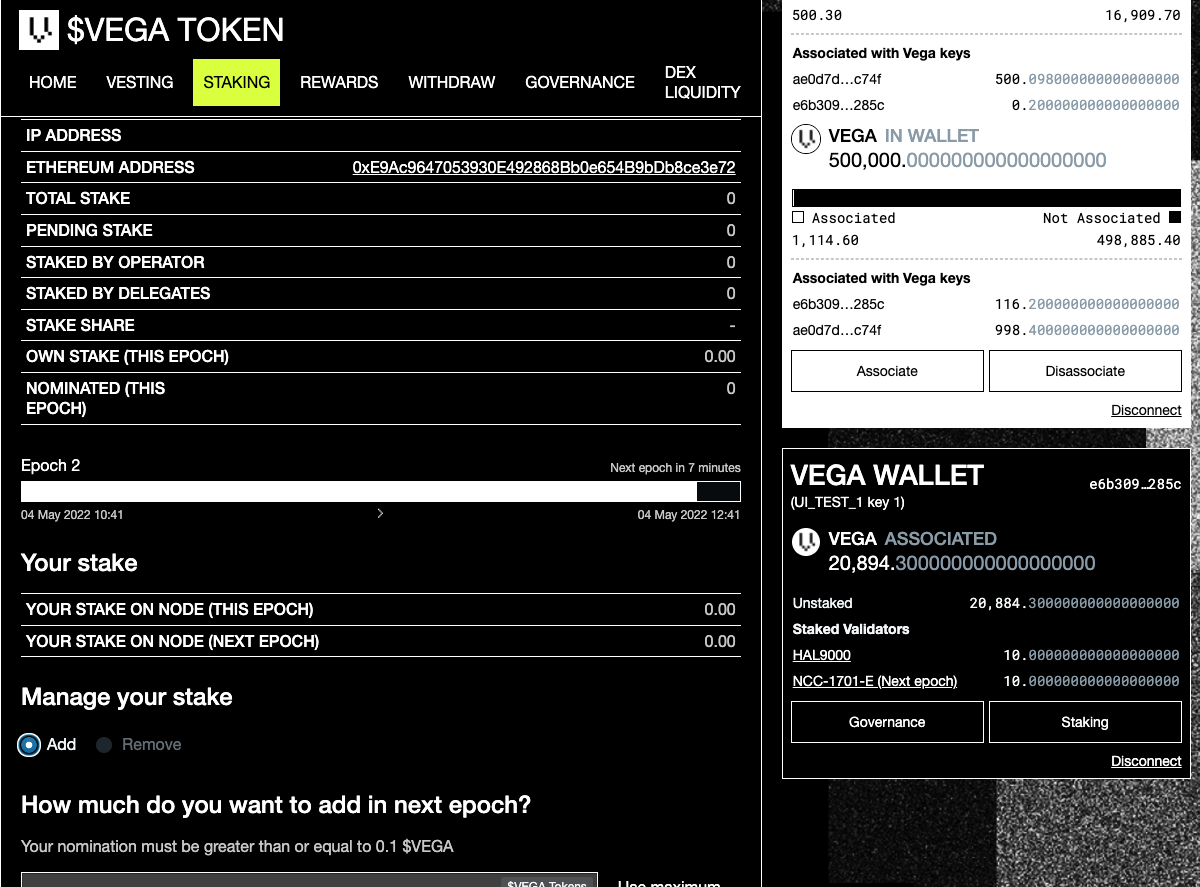 $VEGA TOKEN
HOME VESTING STAKING REWARDS WITHDRAW GOVERNANCE DEX LIQUIDITY
IP ADDRESS
ETHEREUM ADDRESS 0xE9Ac9647053930E492868Bb0e654B9bDb8ce3e72
TOTAL STAKE 0
PENDING STAKE 0
STAKED BY OPERATOR 0
STAKED BY DELEGATES 0
STAKE SHARE -
OWN STAKE (THIS EPOCH) 0.00
NOMINATED (THIS EPOCH) 0
Epoch 2 Next epoch in 7 minutes
04 May 2022 10:41 > 04 May 2022 12:41
Your stake
YOUR STAKE ON NODE (THIS EPOCH) 0.00
YOUR STAKE ON NODE (NEXT EPOCH) 0.00
Manage your stake
Add Remove
How much do you want to add in next epoch?
Your nomination must be greater than or equal to 0.1 $VEGA
$VEGA Tokens Use maximum
500.30 16,909.70
Associated with Vega keys
ae0d7d…c74f 500.098000000000000000
e6b309…285c 0.200000000000000000
VEGA IN WALLET
500,000.000000000000000000
Associated Not Associated
1,114.60 498,885.40
Associated with Vega keys
e6b309…285c 116.200000000000000000
ae0d7d…c74f 998.400000000000000000
Associate Disassociate
Disconnect
VEGA WALLET e6b309…285c
(UI_TEST_1 key 1)
VEGA ASSOCIATED
20,894.300000000000000000
Unstaked 20,884.300000000000000000
Staked Validators
HAL9000 10.000000000000000000
NCC-1701-E (Next epoch) 10.000000000000000000
Governance Staking
Disconnect